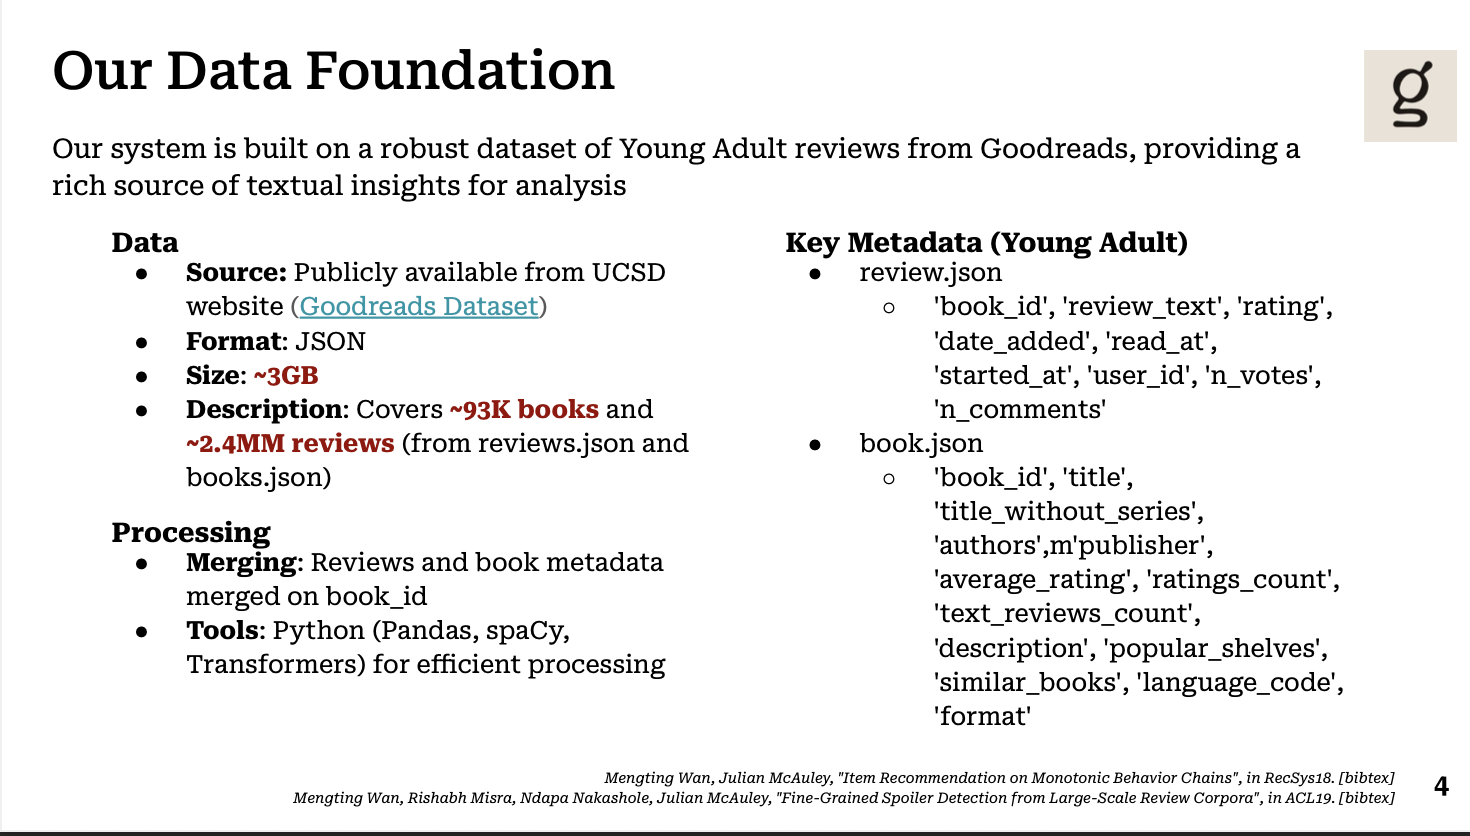 Our Data Foundation
g
Our system is built on a robust dataset of Young Adult reviews from Goodreads, providing a
rich source of textual insights for analysis
Data
● Source: Publicly available from UCSD
website (Goodreads Dataset)
● Format: JSON
● Size: ~3GB
● Description: Covers ~93K books and
~2.4MM reviews (from reviews.json and
books.json)
Processing
● Merging: Reviews and book metadata
merged on book_id
● Tools: Python (Pandas, spaCy,
Transformers) for efficient processing
Key Metadata (Young Adult)
● review.json
○ 'book_id', 'review_text', 'rating',
'date_added', 'read_at',
'started_at', 'user_id', 'n_votes',
'n_comments'
● book.json
○ 'book_id', 'title',
'title_without_series',
'authors',m'publisher',
'average_rating', 'ratings_count',
'text_reviews_count',
'description', 'popular_shelves',
'similar_books', 'language_code',
'format'
Mengting Wan, Julian McAuley, "Item Recommendation on Monotonic Behavior Chains", in RecSys18. [bibtex]
Mengting Wan, Rishabh Misra, Ndapa Nakashole, Julian McAuley, "Fine-Grained Spoiler Detection from Large-Scale Review Corpora", in ACL19. [bibtex]
4